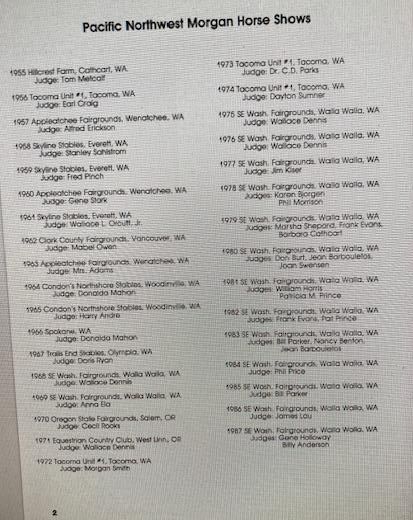 Pacific Northwest Morgan Horse Shows
1955 Hillcrest Farm, Cathcart, WA
Judge: Tom Metcalf
1956 Tacoma Unit #1, Tacoma, WA
Judge: Earl Craig
1957 Appleatchee Fairgrounds, Wenatchee, WA
Judge: Alfred Erickson
1958 Skyline Stables, Everett, WA
Judge: Stanley Sahlstrom
1959 Skyline Stables, Everett, WA
Judge: Fred Pinch
1960 Appleatchee Fairgrounds, Wenatchee, WA
Judge: Gene Stark
1961 Skyline Stables, Everett, WA
Judge: Wallace L. Orcutt, Jr.
1962 Clark County Fairgrounds, Vancouver, WA
Judge: Mabel Owen
1963 Appleatchee Fairgrounds, Wenatchee, WA
Judge: Mrs. Adams
1964 Condon's Northshore Stables, Woodinville, WA
Judge: Donalda Mahan
1965 Condon's Northshore Stables, Woodinville, WA
Judge: Harry Andre
1966 Spokane, WA
Judge: Donalda Mahan
1967 Trails End Stables, Olympia, WA
Judge: Doris Ryan
1968 SE Wash. Fairgrounds, Walla Walla, WA
Judge: Wallace Dennis
1969 SE Wash. Fairgrounds, Walla Walla, WA
Judge: Anna Ela
1970 Oregon State Fairgrounds, Salem, OR
Judge: Cecil Rooks
1971 Equestrian Country Club, West Linn, OR
Judge: Wallace Dennis
1972 Tacoma Unit #1, Tacoma, WA
Judge: Morgan Smith
1973 Tacoma Unit #1, Tacoma, WA
Judge: Dr. C.D. Parks
1974 Tacoma Unit #1, Tacoma, WA
Judge: Dayton Sumner
1975 SE Wash. Fairgrounds, Walla Walla, WA
Judge: Wallace Dennis
1976 SE Wash. Fairgrounds, Walla Walla, WA
Judge: Wallace Dennis
1977 SE Wash. Fairgrounds, Walla Walla, WA
Judge: Jim Kiser
1978 SE Wash. Fairgrounds, Walla Walla, WA
Judges: Karen Bjorgen
Phil Morrison
1979 SE Wash. Fairgrounds, Walla Walla, WA
Judges: Marsha Shepard, Frank Evans,
Barbara Cathcart
1980 SE Wash. Fairgrounds, Walla Walla, WA
Judges: Don Burt, Jean Barbouletos,
Joan Swensen
1981 SE Wash. Fairgrounds, Walla Walla, WA
Judges: William Harris
Patricia M. Prince
1982 SE Wash. Fairgrounds, Walla Walla, WA
Judges: Frank Evans, Pat Prince
1983 SE Wash. Fairgrounds, Walla Walla, WA
Judges: Bill Parker, Nancy Benton,
Jean Barbouletos
1984 SE Wash. Fairgrounds, Walla Walla, WA
Judge: Phil Price
1985 SE Wash. Fairgrounds, Walla Walla, WA
Judge: Bill Parker
1986 SE Wash. Fairgrounds, Walla Walla, WA
Judge: James Lau
1987 SE Wash. Fairgrounds, Walla Walla, WA
Judges: Gene Holloway
Billy Anderson
2